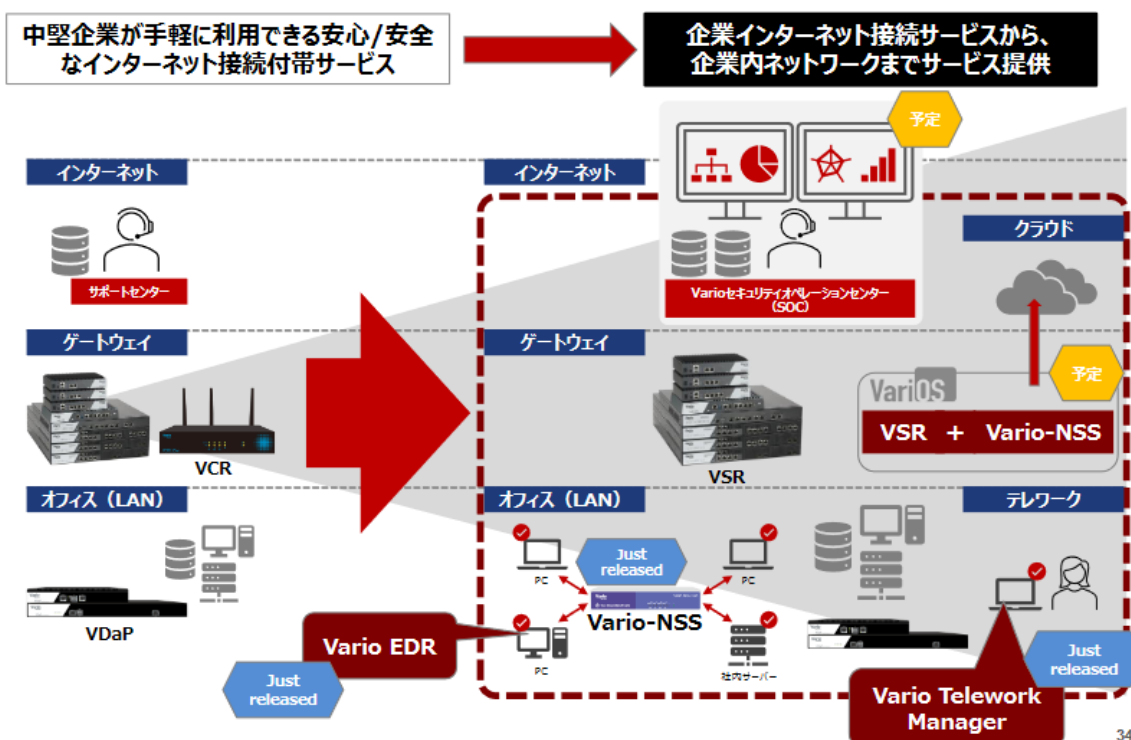 中堅企業が手軽に利用できる安心/安全
なインターネット接続付帯サービス
企業インターネット接続サービスから、
企業内ネットワークまでサービス提供
予定
インターネット
インターネット
クラウド
サポートセンター
Varioセキュリティオペレーションセンター
(SOC)
ゲートウェイ
ゲートウェイ
予定
VariOS
VSR + Vario-NSS
VCR
VSR
オフィス（LAN）
オフィス（LAN）
テレワーク
PC
Just
released
PC
Vario-NSS
VDaP
Vario EDR
PC
社内サーバー
Just
released
Just
released
Vario Telework
Manager
34